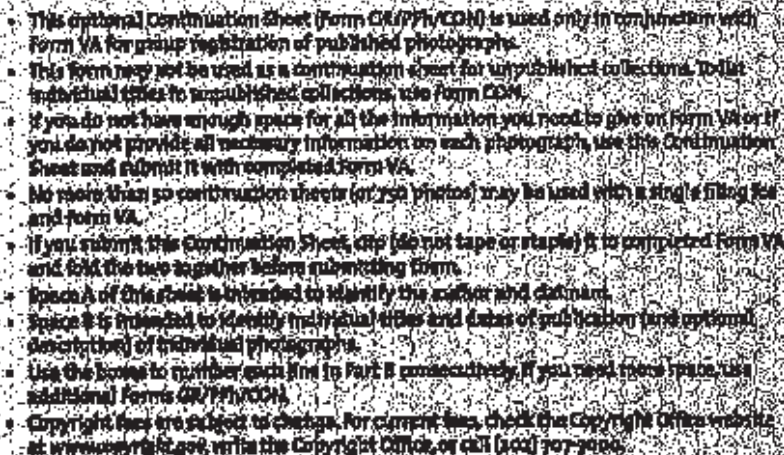 • This optional Continuation Sheet (Form GR/PPh/CON) is used only in conjunction with
Form VA for group registration of published photographs.
• This form may not be used as a continuation sheet for unpublished collections. To list
individual titles in unpublished collections, use Form CON.
• If you do not have enough space for all the information you need to give on Form VA or if
you do not provide all necessary information on each photograph, use this Continuation
Sheet and submit it with completed Form VA.
• No more than 50 continuation sheets (or 750 photos) may be used with a single filing fee
and Form VA.
• If you submit this Continuation Sheet, clip (do not tape or staple) it to completed Form VA
and fold the two together before submitting them.
• Space A of this sheet is intended to identify the author and claimant.
• Space B is intended to identify individual titles and dates of publication (and optional
description) of individual photographs.
• Use the boxes to number each line in Part B consecutively. If you need more space, use
additional Forms GR/PPh/CON.
• Copyright fees are subject to change. For current fees, check the Copyright Office website
at www.copyright.gov, write the Copyright Office, or call (202) 707-3000.